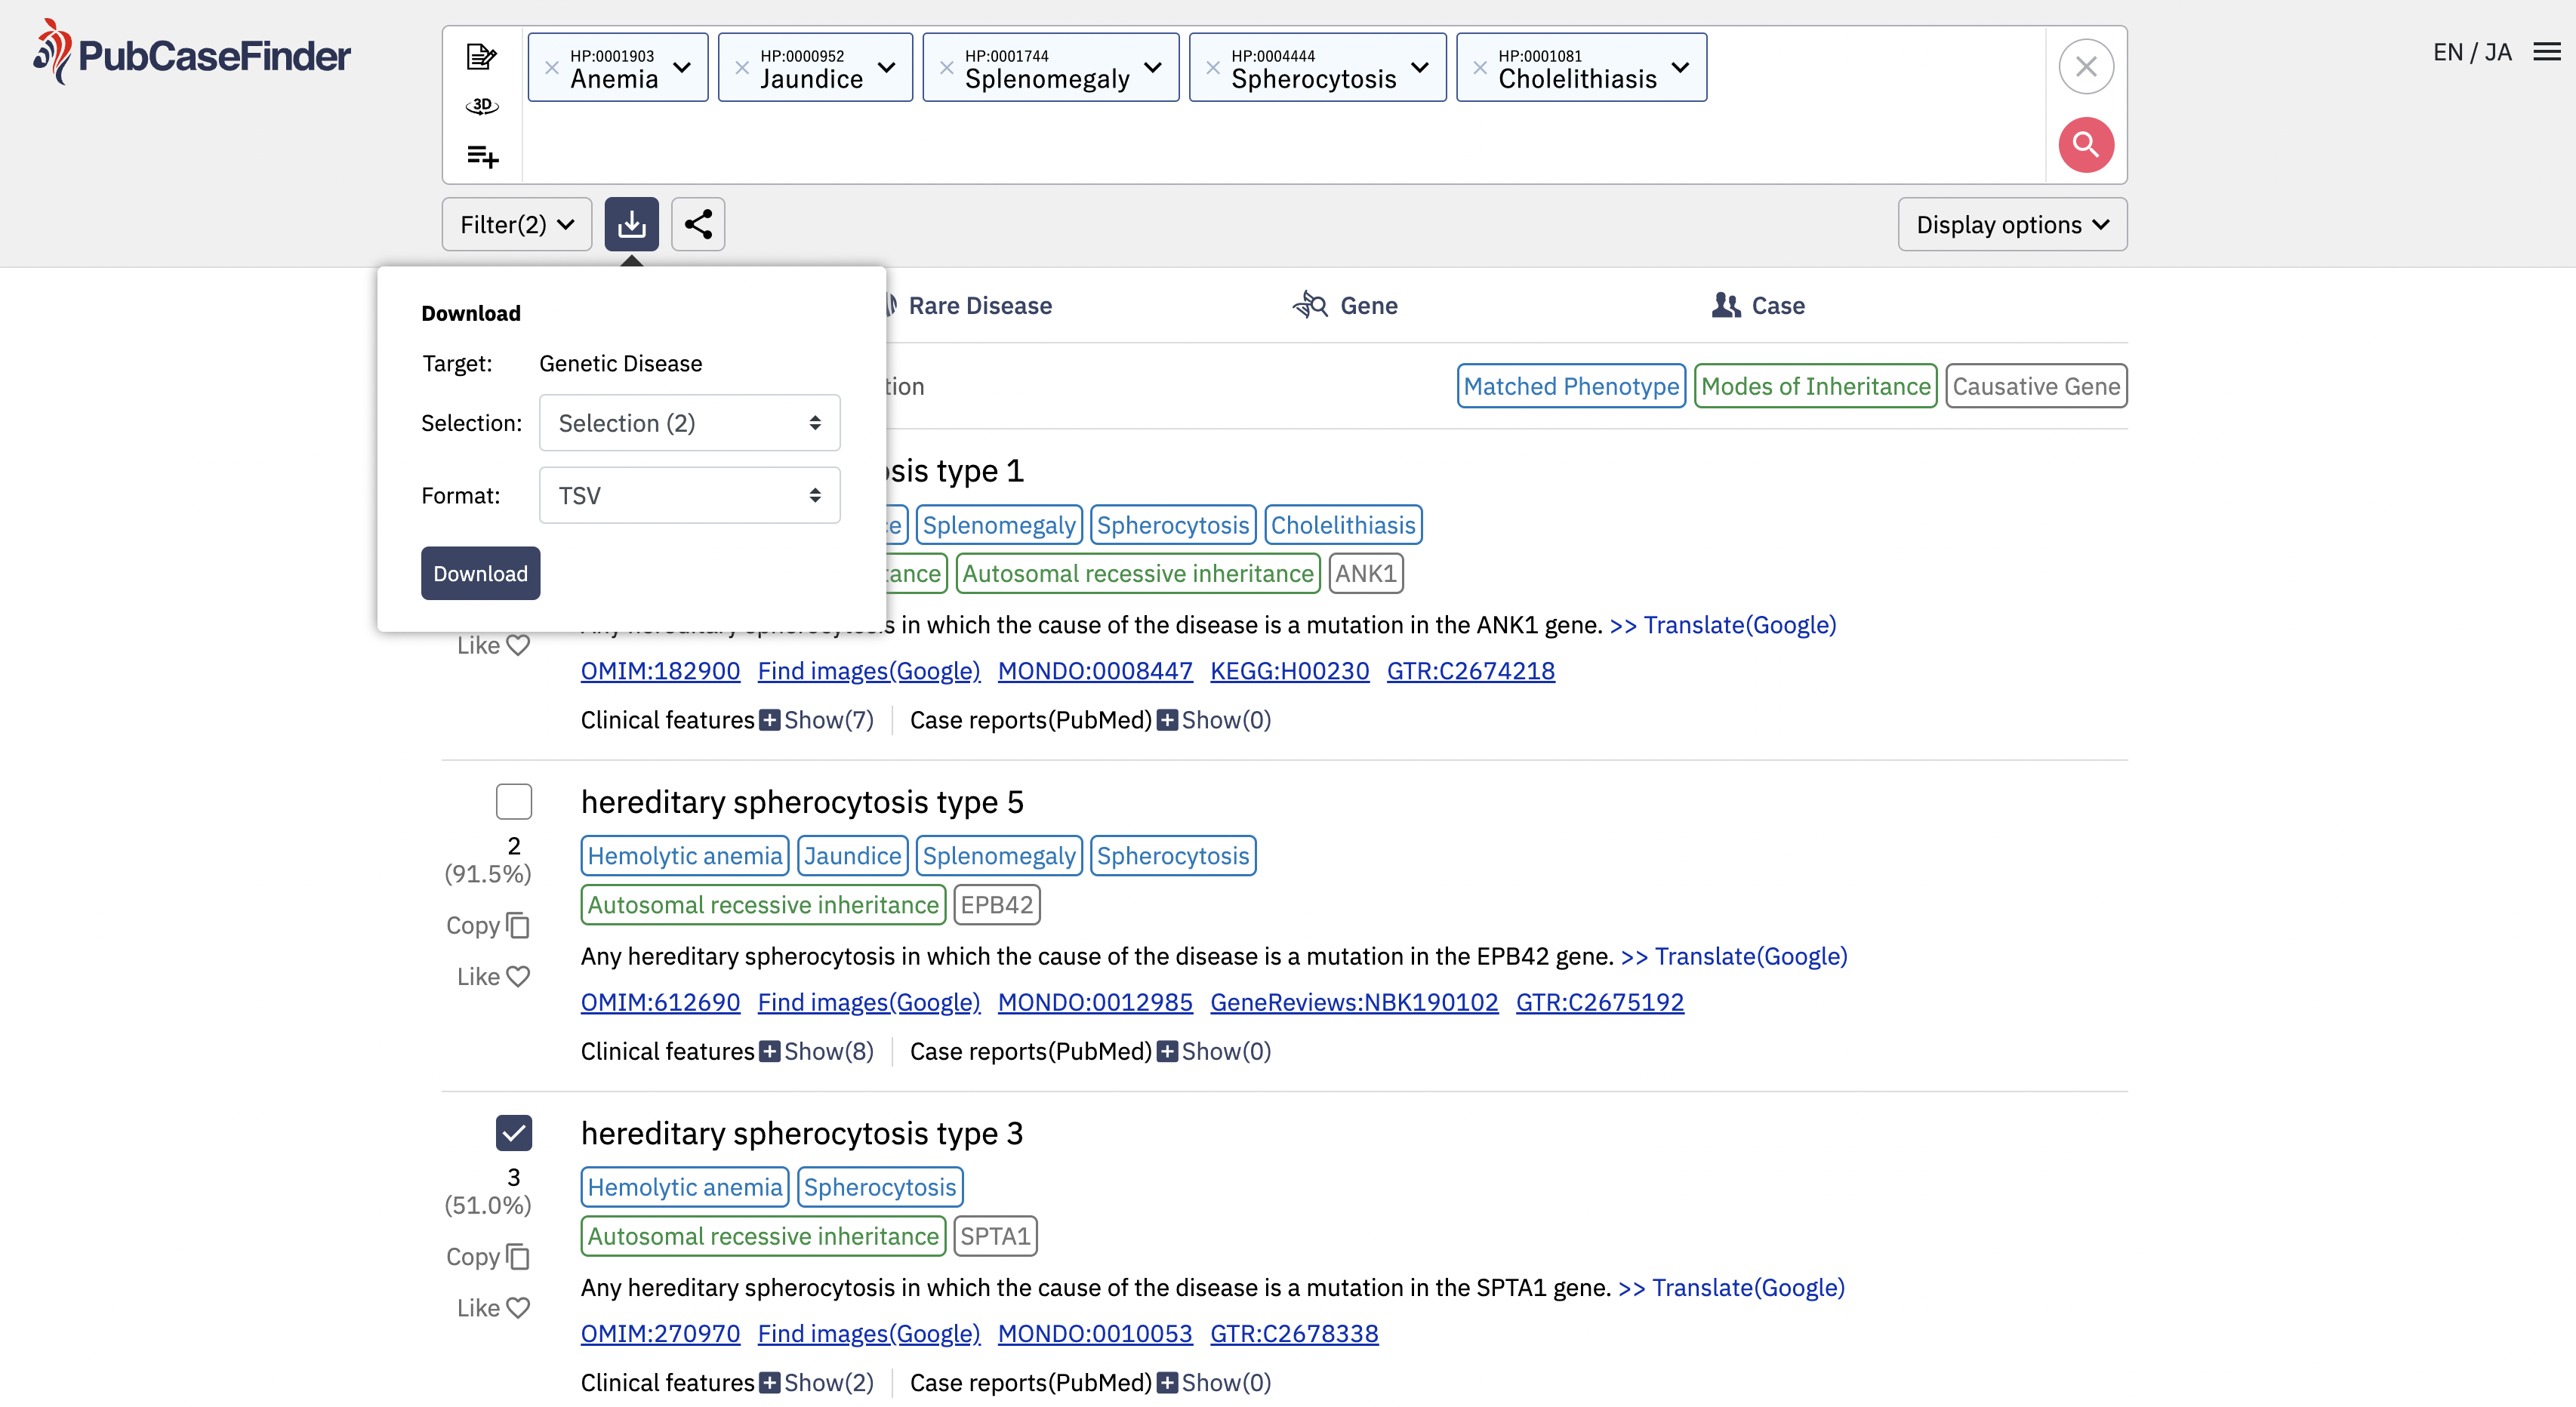 PubCaseFinder
HP:0001903
Anemia
HP:0000952
Jaundice
HP:0001744
Splenomegaly
HP:0004444
Spherocytosis
HP:0001081
Cholelithiasis
EN / JA
3D
Filter(2)
Display options
Download
Target: Genetic Disease
Selection: Selection (2)
Format: TSV
Download
Rare Disease
Gene
Case
Matched Phenotype Modes of Inheritance Causative Gene
type 1
Splenomegaly Spherocytosis Cholelithiasis
Autosomal recessive inheritance ANK1
in which the cause of the disease is a mutation in the ANK1 gene. >> Translate(Google)
Like
OMIM:182900 Find images(Google) MONDO:0008447 KEGG:H00230 GTR:C2674218
Clinical features Show(7) Case reports(PubMed) Show(0)
hereditary spherocytosis type 5
2
(91.5%)
Copy
Like
Hemolytic anemia Jaundice Splenomegaly Spherocytosis
Autosomal recessive inheritance EPB42
Any hereditary spherocytosis in which the cause of the disease is a mutation in the EPB42 gene. >> Translate(Google)
OMIM:612690 Find images(Google) MONDO:0012985 GeneReviews:NBK190102 GTR:C2675192
Clinical features Show(8) Case reports(PubMed) Show(0)
hereditary spherocytosis type 3
3
(51.0%)
Copy
Like
Hemolytic anemia Spherocytosis
Autosomal recessive inheritance SPTA1
Any hereditary spherocytosis in which the cause of the disease is a mutation in the SPTA1 gene. >> Translate(Google)
OMIM:270970 Find images(Google) MONDO:0010053 GTR:C2678338
Clinical features Show(2) Case reports(PubMed) Show(0)